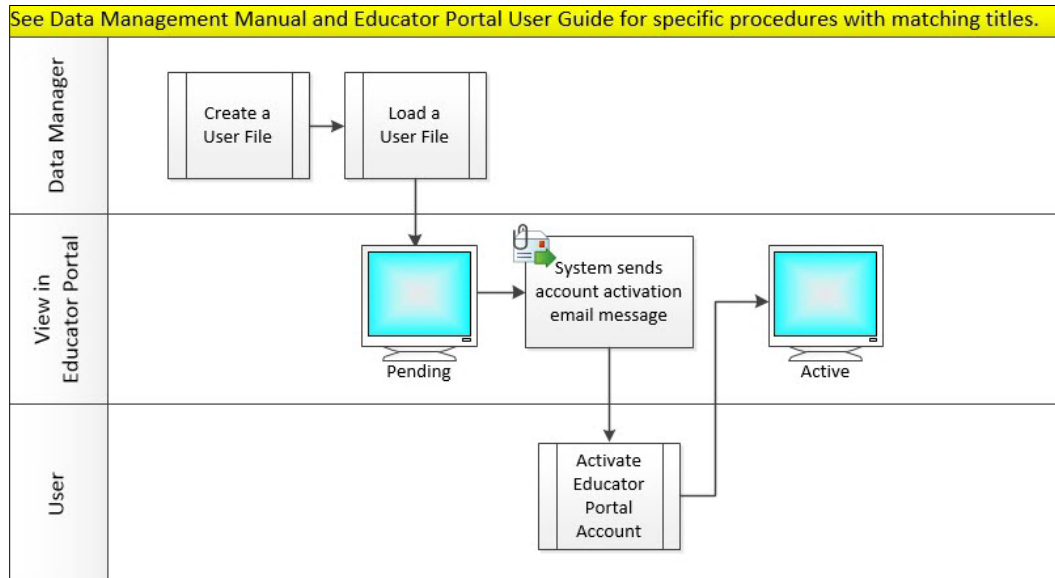 See Data Management Manual and Educator Portal User Guide for specific procedures with matching titles.
Data Manager
Create a
User File
Load a
User File
View in
Educator Portal
Pending
System sends
account activation
email message
Active
User
Activate
Educator
Portal
Account